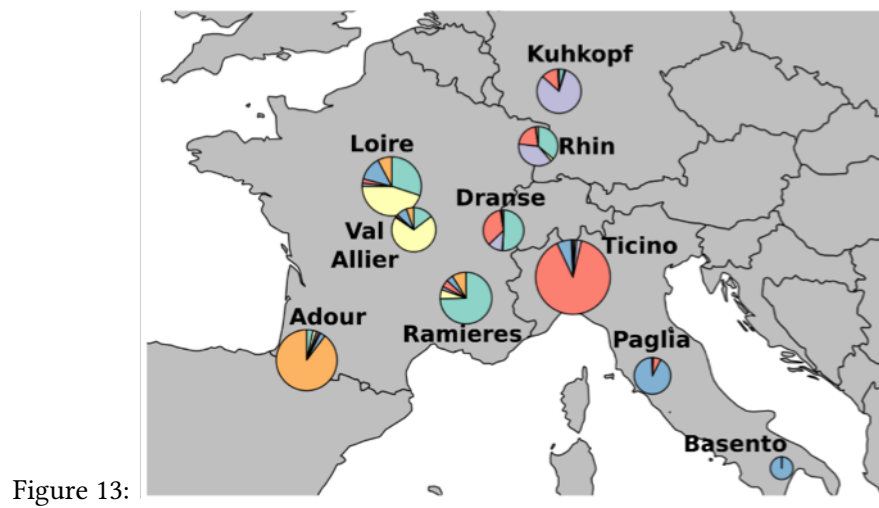 Kuhkopf
Loire
Rhin
Dranse
Val
Allier
Ticino
Ramieres
Adour
Paglia
Basento
Figure 13: